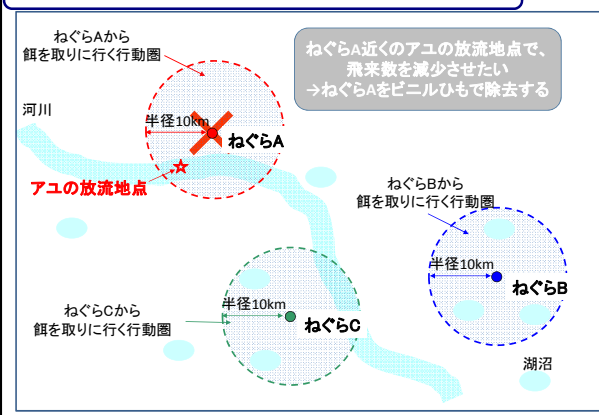 ねぐらAから
餌を取りに行く行動圏
ねぐらA近くのアユの放流地点で、
飛来数を減少させたい
→ねぐらAをビニルひもで除去する
河川
半径10km
ねぐらA
アユの放流地点
ねぐらBから
餌を取りに行く行動圏
半径10km
ねぐらB
ねぐらCから
餌を取りに行く行動圏
半径10km
ねぐらC
湖沼